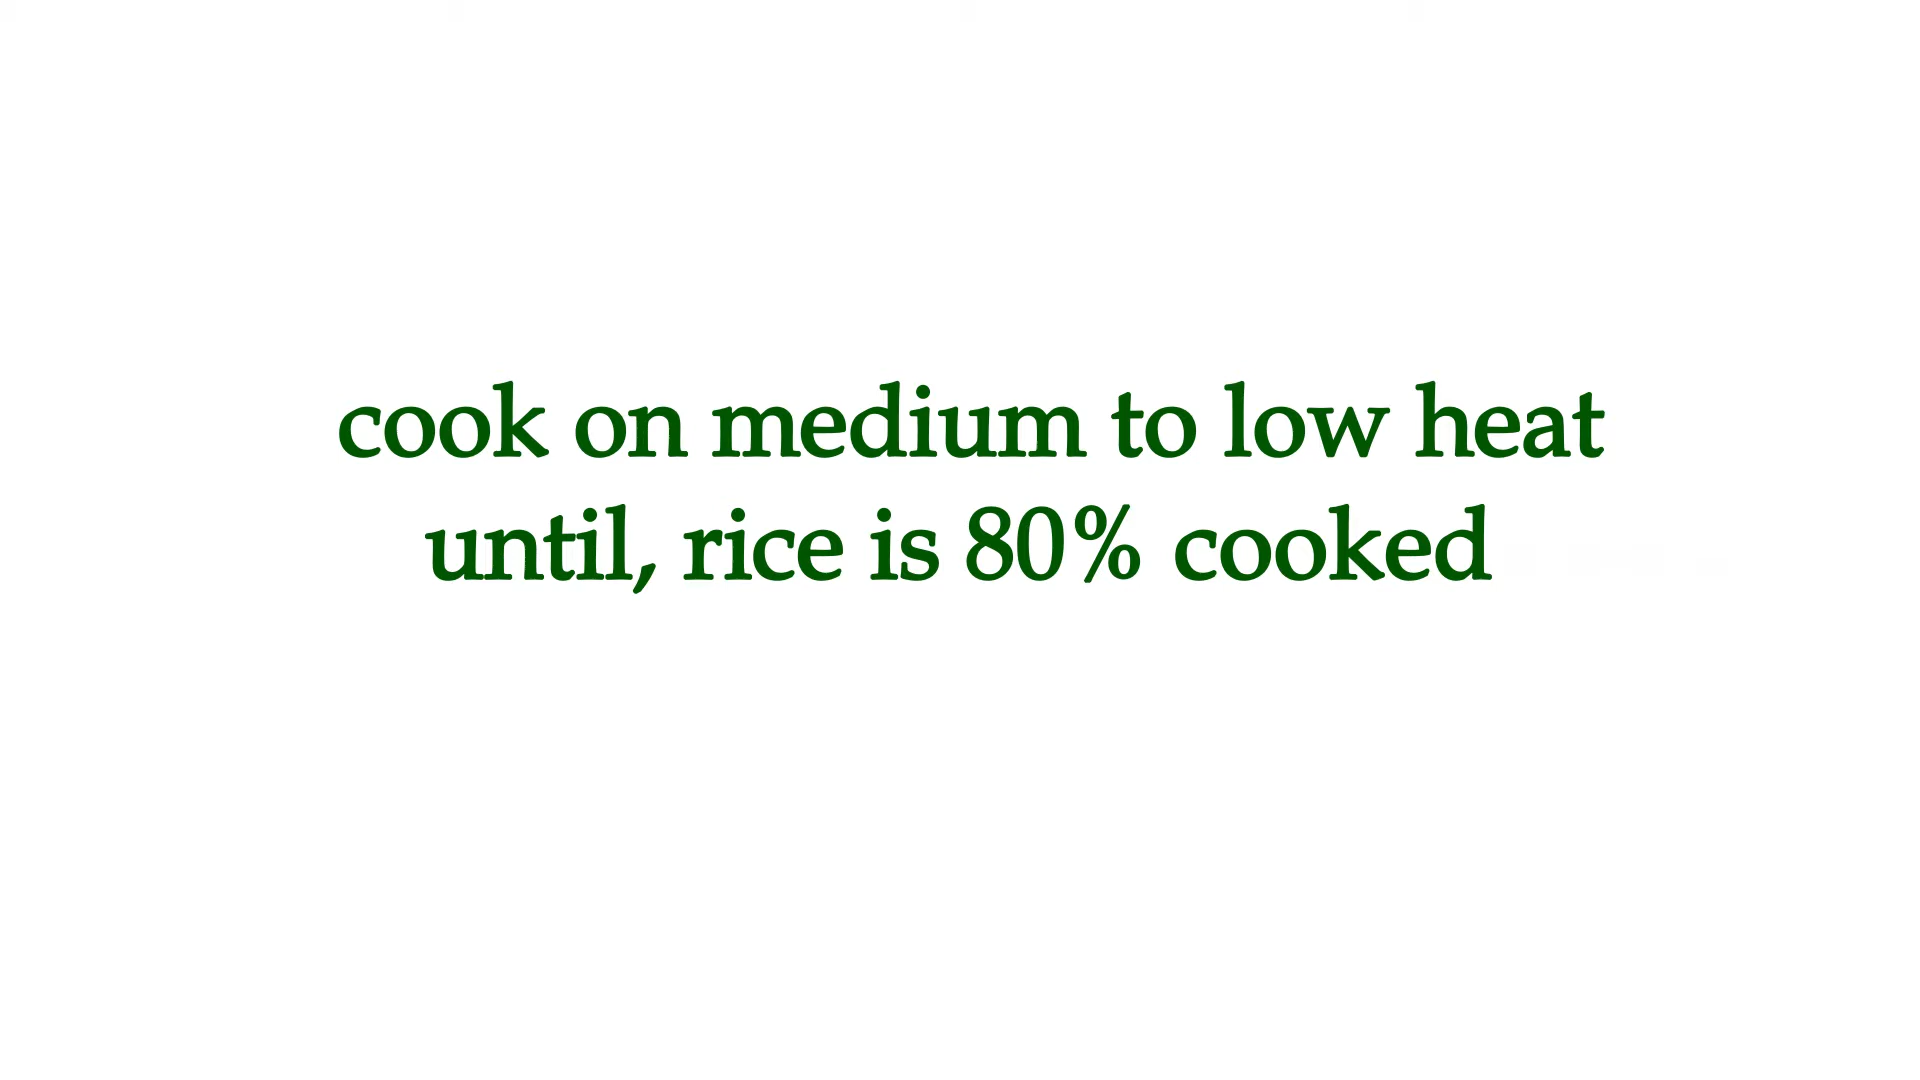 cook on medium to low heat
until, rice is 80% cooked